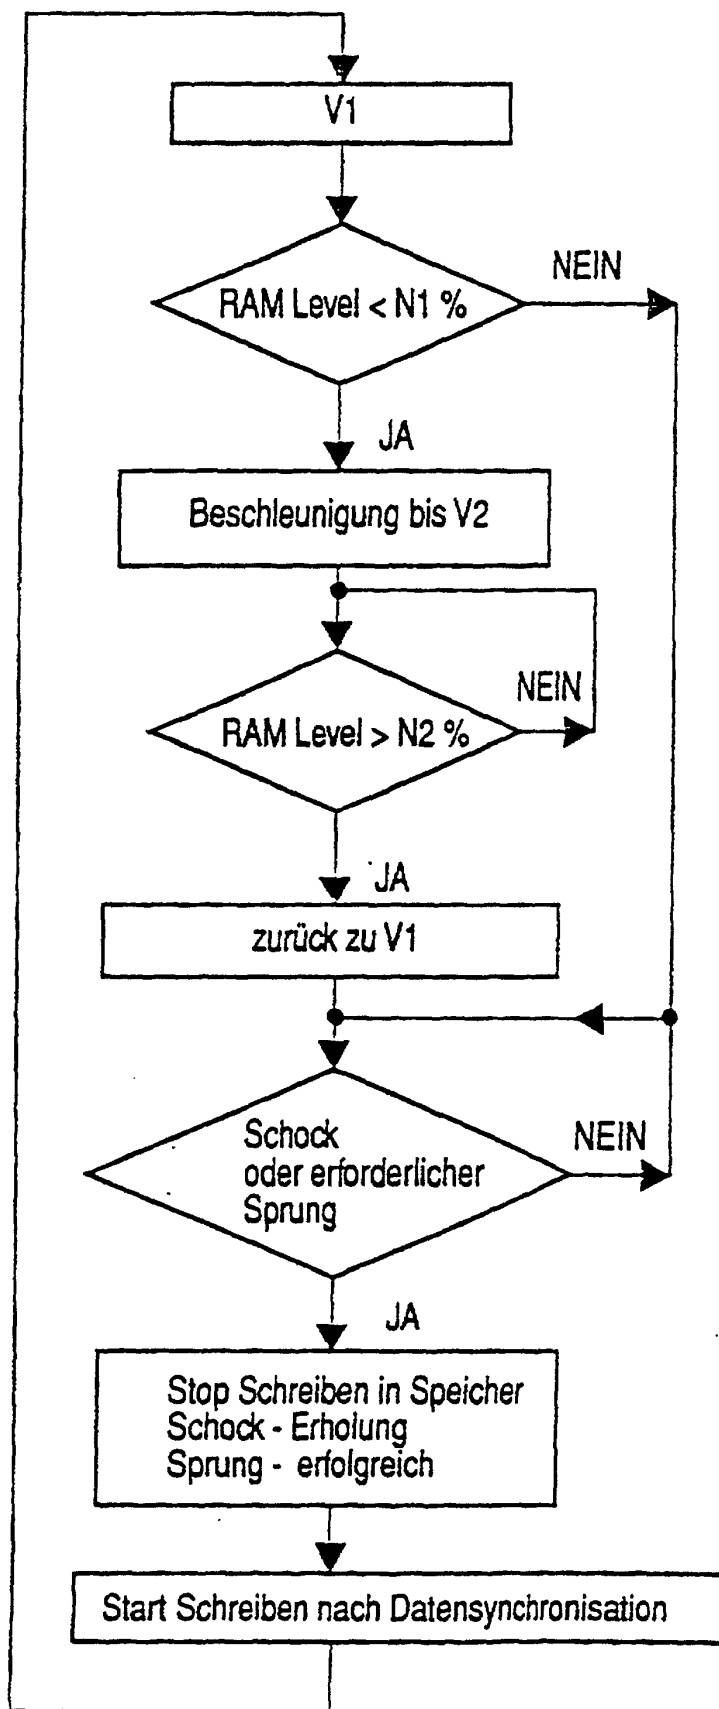 V1
RAM Level < N1 %
NEIN
JA
Beschleunigung bis V2
NEIN
RAM Level > N2 %
JA
zurück zu V1
Schock
oder erforderlicher
Sprung
NEIN
JA
Stop Schreiben in Speicher
Schock - Erholung
Sprung - erfolgreich
Start Schreiben nach Datensynchronisation